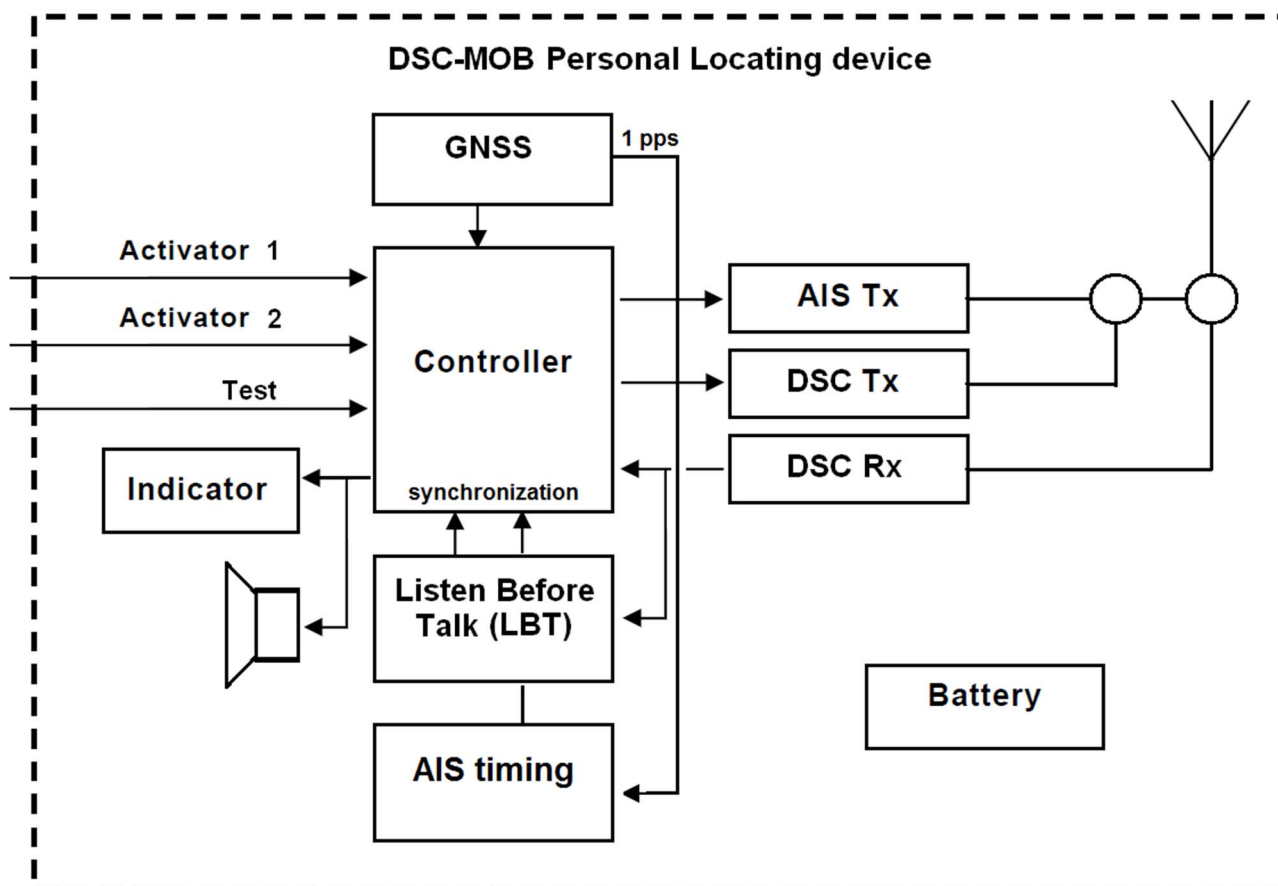 DSC-MOB Personal Locating device
GNSS
1 pps
Activator 1
Activator 2
Test
Controller
synchronization
AIS Tx
DSC Tx
DSC Rx
Indicator
Listen Before
Talk (LBT)
Battery
AIS timing